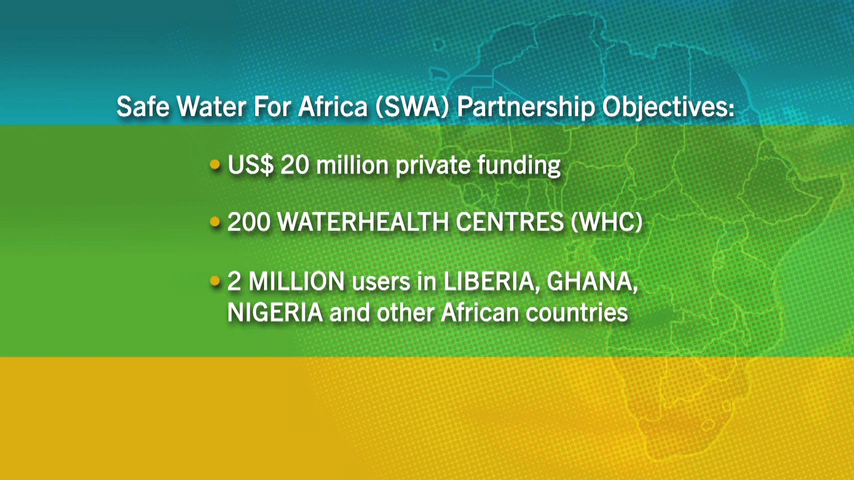 Safe Water For Africa (SWA) Partnership Objectives:
• US$ 20 million private funding
• 200 WATERHEALTH CENTRES (WHC)
• 2 MILLION users in LIBERIA, GHANA,
NIGERIA and other African countries